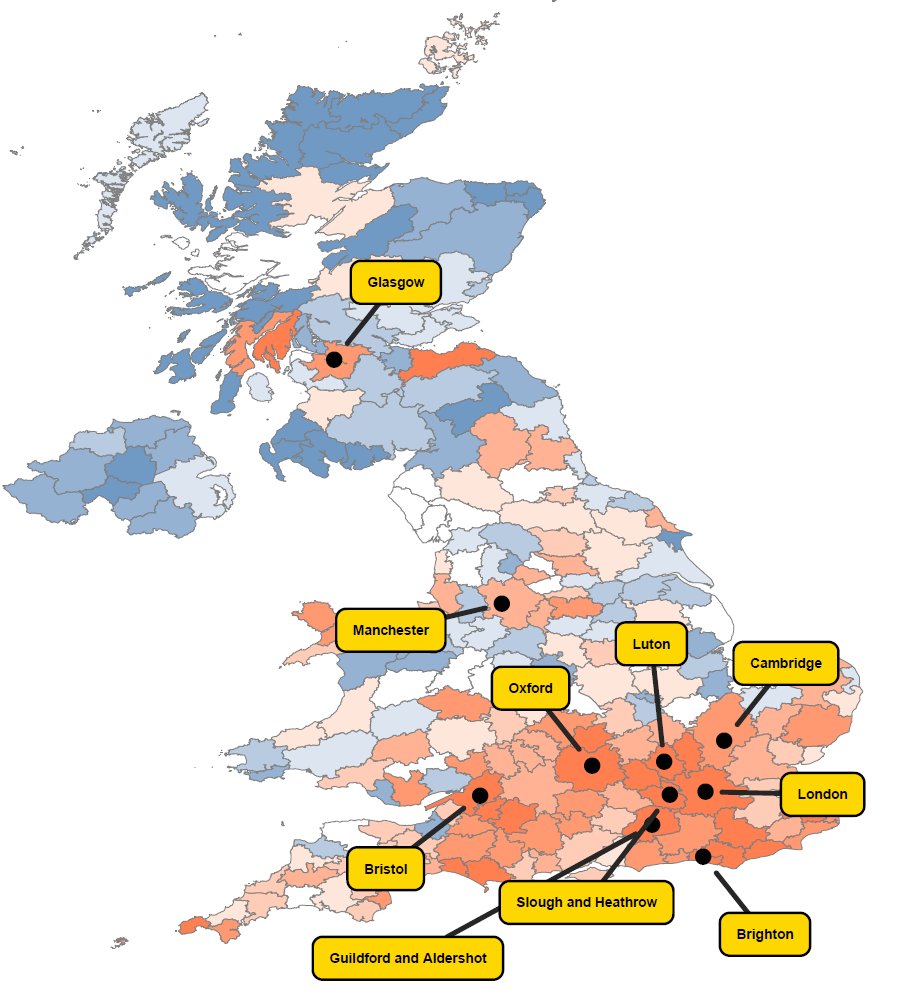 Glasgow
Manchester
Luton
Cambridge
Oxford
London
Bristol
Slough and Heathrow
Brighton
Guildford and Aldershot